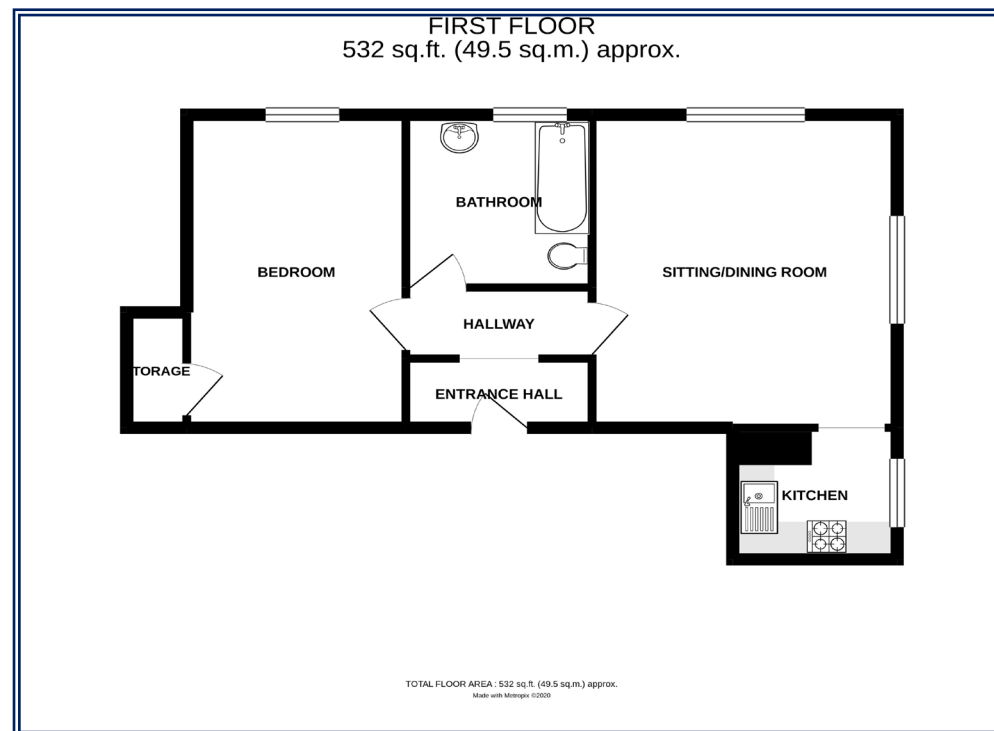 FIRST FLOOR
532 sq.ft. (49.5 sq.m.) approx.
BATHROOM
BEDROOM
SITTING/DINING ROOM
HALLWAY
TORAGE
ENTRANCE HALL
KITCHEN
TOTAL FLOOR AREA : 532 sq.ft. (49.5 sq.m.) approx.
Made with Metropix ©2020